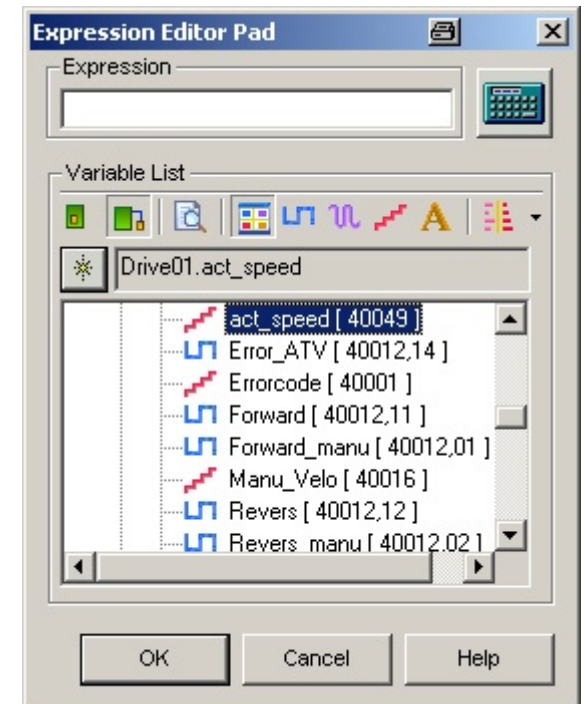 Expression Editor Pad
Expression
Variable List
A
Drive01.act_speed
act_speed [ 40049 ]
Error_ATV [ 40012,14 ]
Errorcode [ 40001 ]
Forward [ 40012,11 ]
Forward_manu [ 40012,01 ]
Manu_Velo [ 40016 ]
Revers [ 40012,12 ]
Revers_manu [ 40012,02 ]
OK Cancel Help